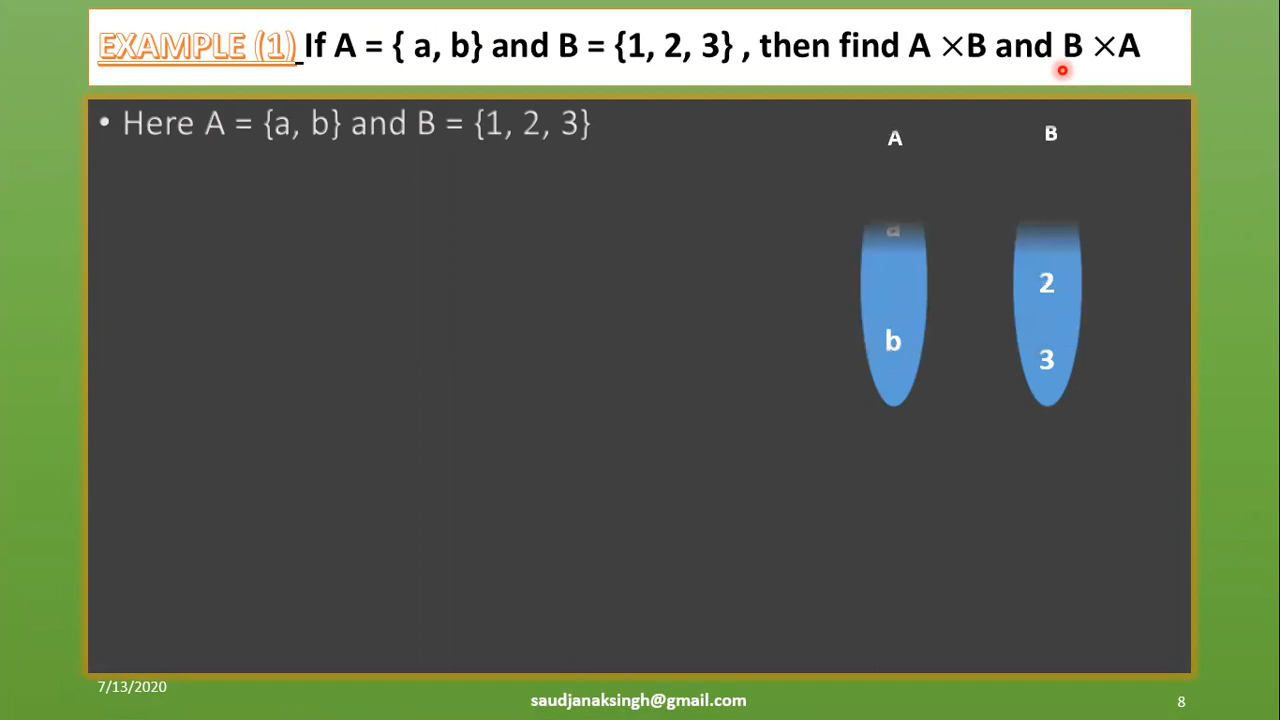 EXAMPLE (1) If A = { a, b} and B = {1, 2, 3} , then find A ×B and B ×A
• Here A = {a, b} and B = {1, 2, 3}
A B
a
2
b
3
7/13/2020
saudjanaksingh@gmail.com
8